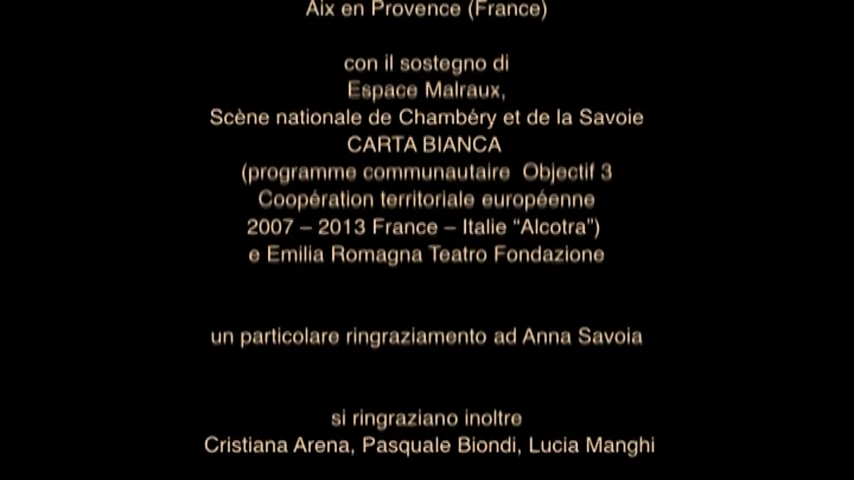 Aix en Provence (France)
con il sostegno di
Espace Malraux,
Scène nationale de Chambéry et de la Savoie
CARTA BIANCA
(programme communautaire Objectif 3
Coopération territoriale européenne
2007 – 2013 France – Italie “Alcotra”)
e Emilia Romagna Teatro Fondazione
un particolare ringraziamento ad Anna Savoia
si ringraziano inoltre
Cristiana Arena, Pasquale Biondi, Lucia Manghi